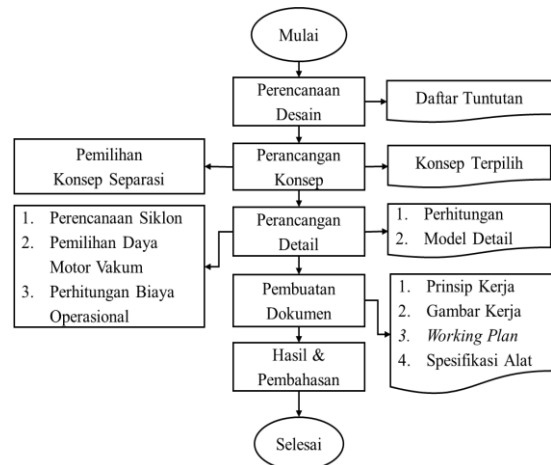 Mulai
Perencanaan
Desain
Daftar Tuntutan
Pemilihan
Konsep Separasi
Perancangan
Konsep
Konsep Terpilih
1. Perencanaan Siklon
2. Pemilihan Daya
Motor Vakum
3. Perhitungan Biaya
Operasional
Perancangan
Detail
1. Perhitungan
2. Model Detail
Pembuatan
Dokumen
1. Prinsip Kerja
2. Gambar Kerja
3. Working Plan
4. Spesifikasi Alat
Hasil &
Pembahasan
Selesai